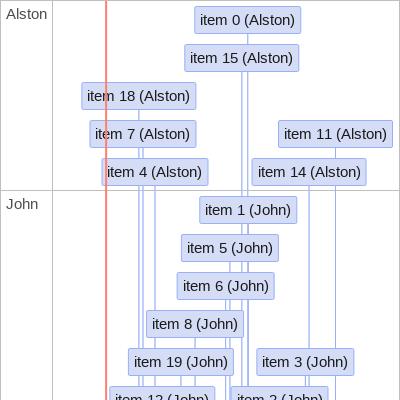 Alston
item 0 (Alston)
item 15 (Alston)
item 18 (Alston)
item 7 (Alston)
item 11 (Alston)
item 4 (Alston)
item 14 (Alston)
John
item 1 (John)
item 5 (John)
item 6 (John)
item 8 (John)
item 19 (John)
item 3 (John)
item 12 (John)
item 2 (John)